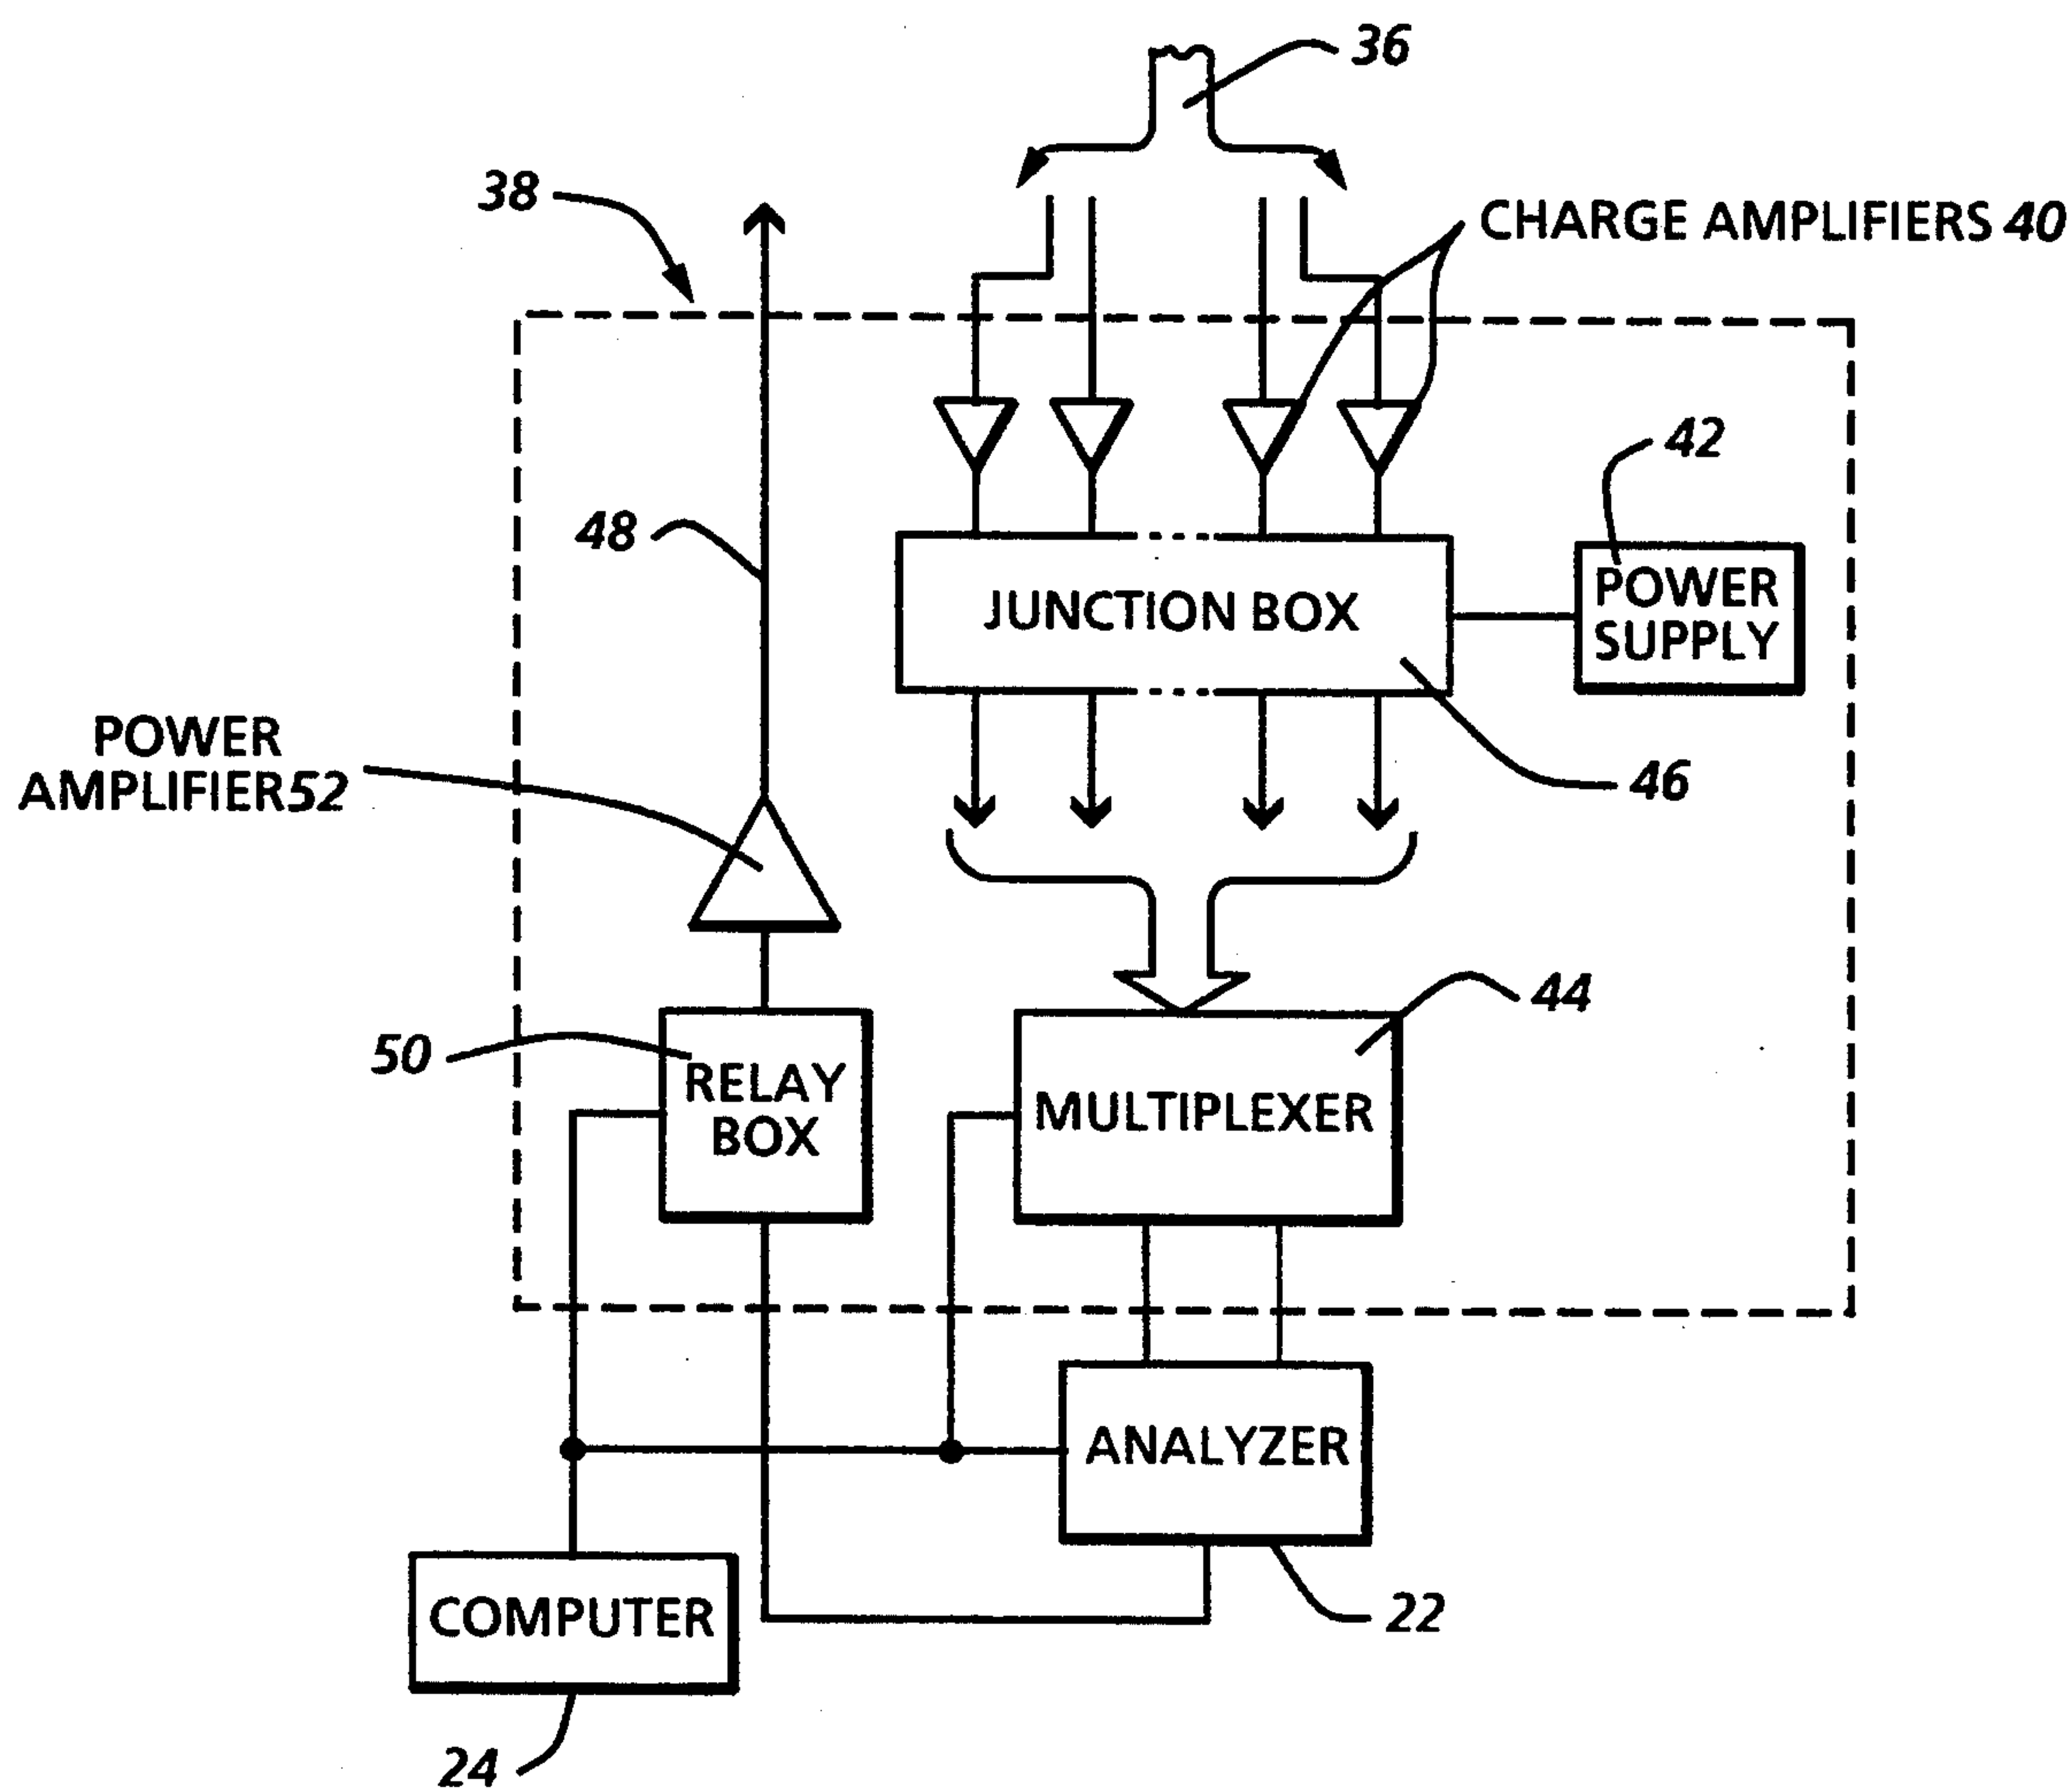 36
38
CHARGE AMPLIFIERS 40
42
48
JUNCTION BOX
POWER
SUPPLY
POWER
AMPLIFIER52
46
44
50
RELAY
BOX
MULTIPLEXER
ANALYZER
COMPUTER
22
24